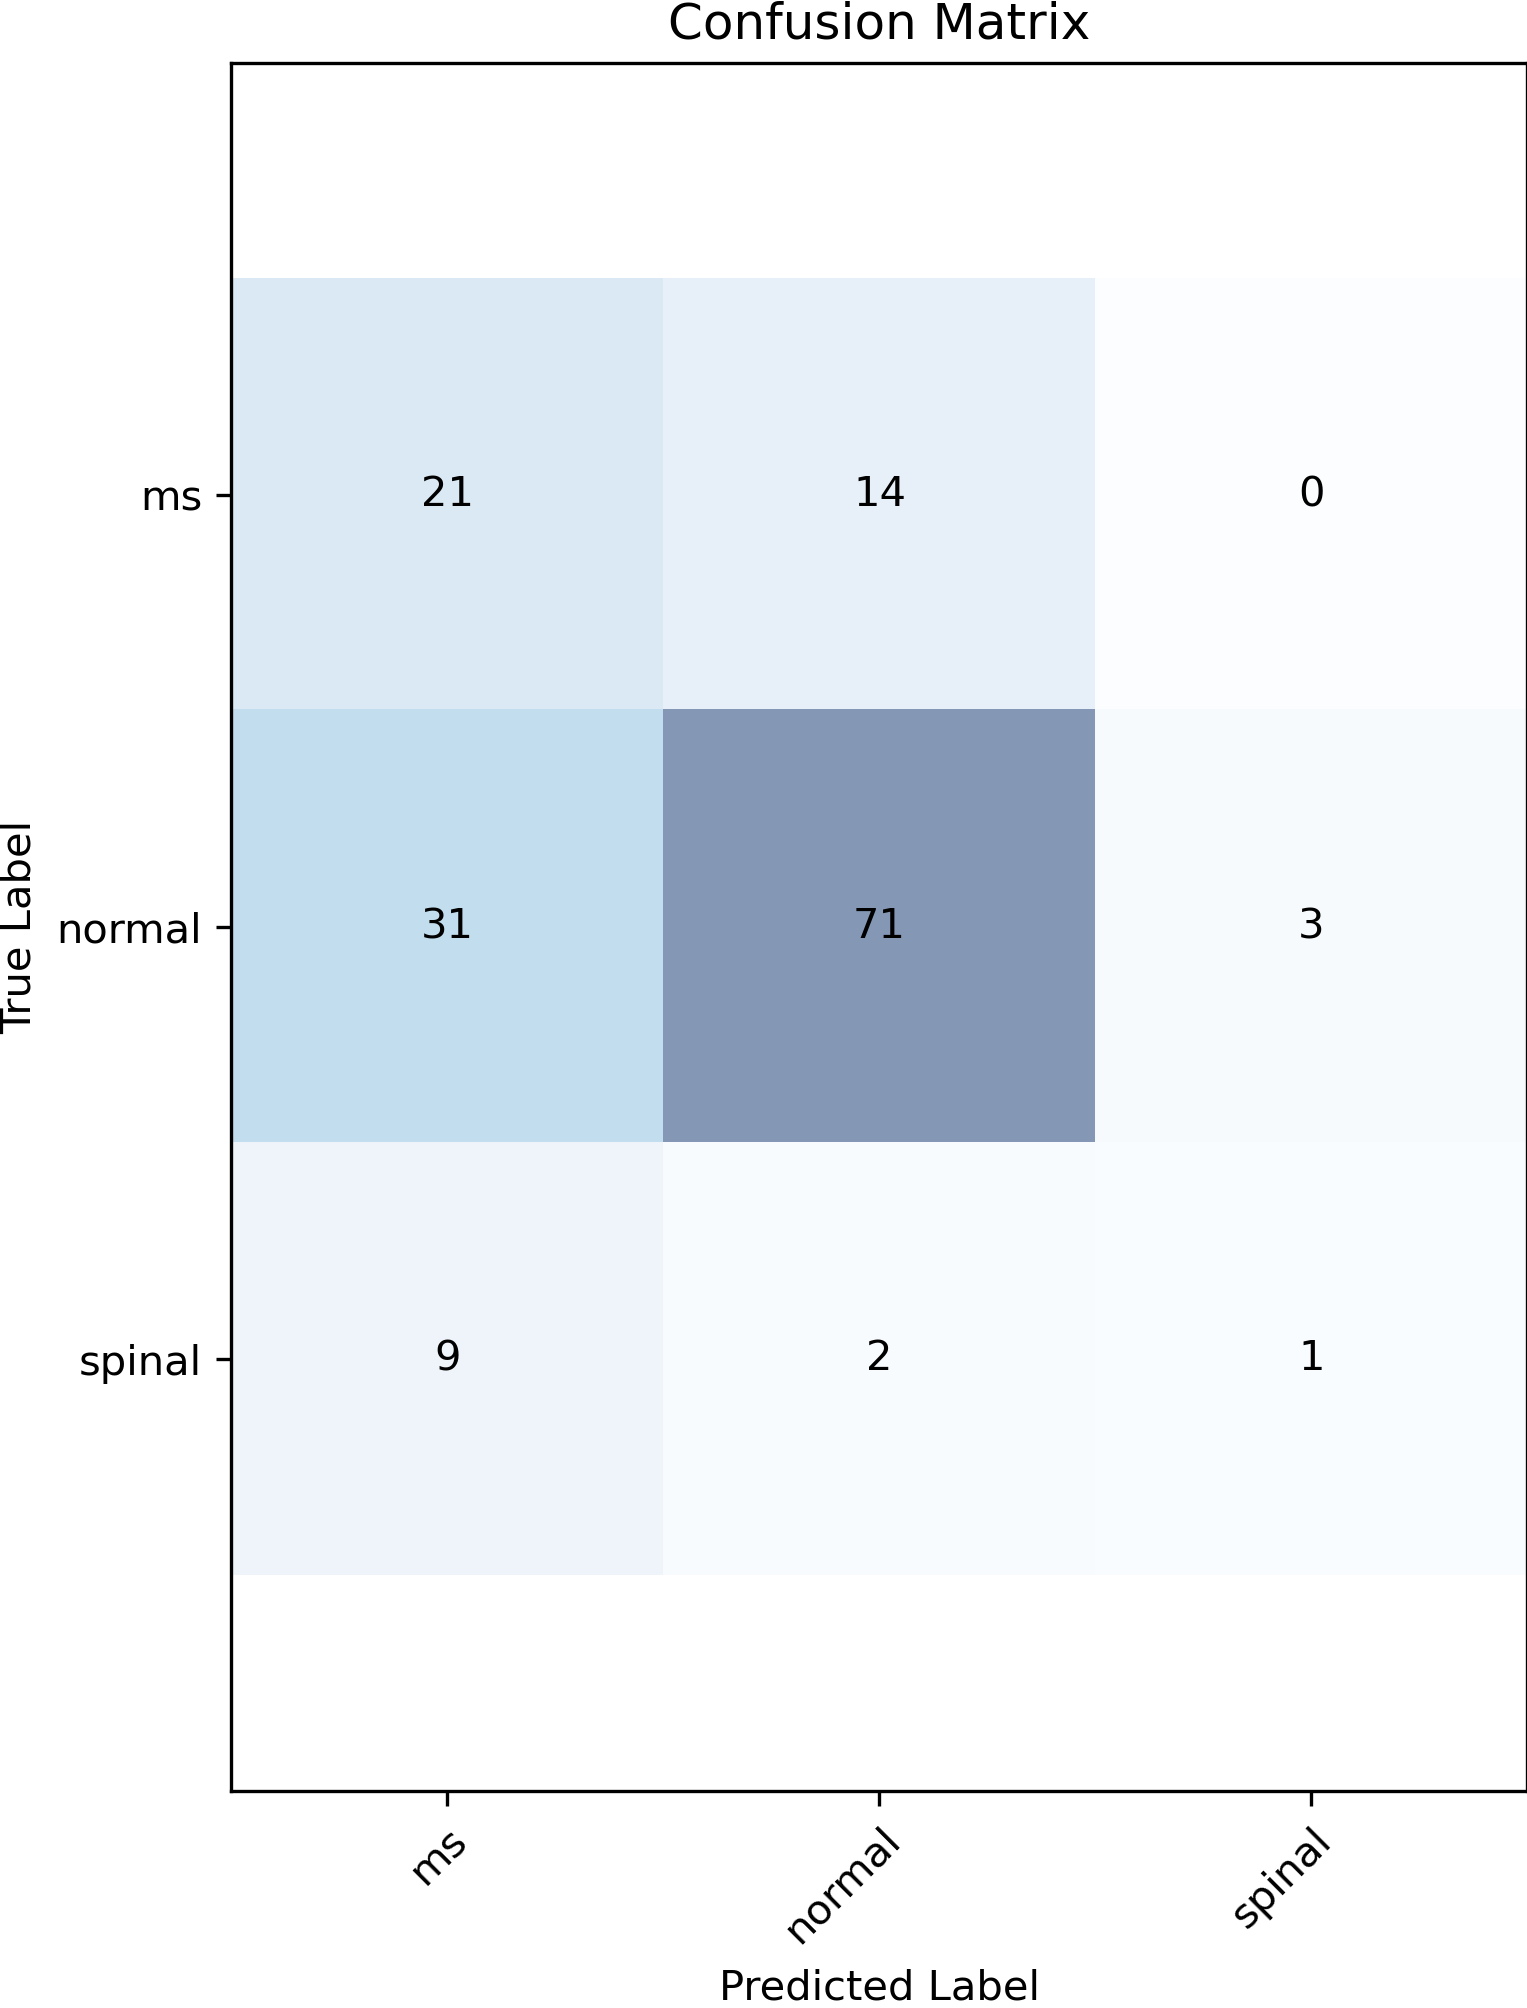 Confusion Matrix
ms
21
14
0
normal
31
71
3
spinal
9
2
1
True Label
ms
normal
spinal
Predicted Label